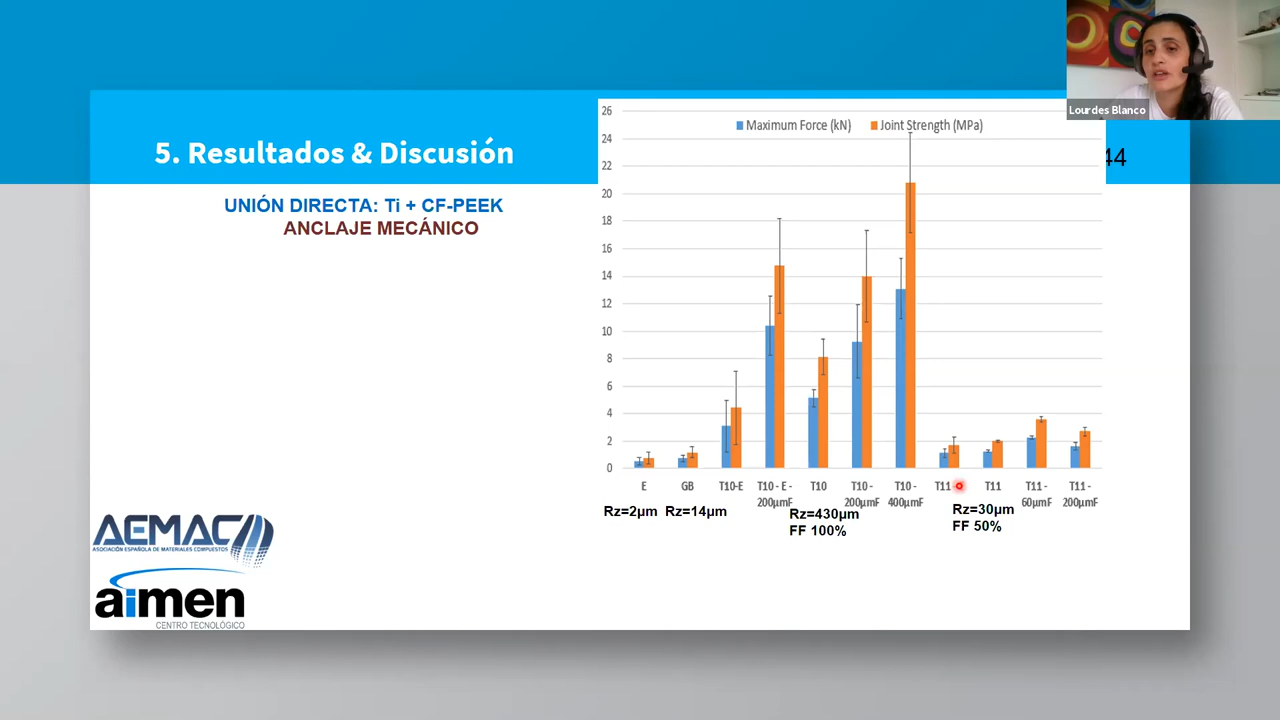 Lourdes Blanco
5. Resultados & Discusión
44
UNIÓN DIRECTA: Ti + CF-PEEK
ANCLAJE MECÁNICO
Maximum Force (kN)
Joint Strength (MPa)
26
24
22
20
18
16
14
12
10
8
6
4
2
0
E
GB
T10-E
T10 - E -
200µmF
T10
T10 -
200µmF
T10 -
400µmF
T11 -
T11
T11 -
60µmF
T11 -
200µmF
Rz=2µm
Rz=14µm
Rz=430µm
FF 100%
Rz=30µm
FF 50%
AEMAC
ASOCIACIÓN ESPAÑOLA DE MATERIALES COMPUESTOS
aimen
CENTRO TECNOLÓGICO